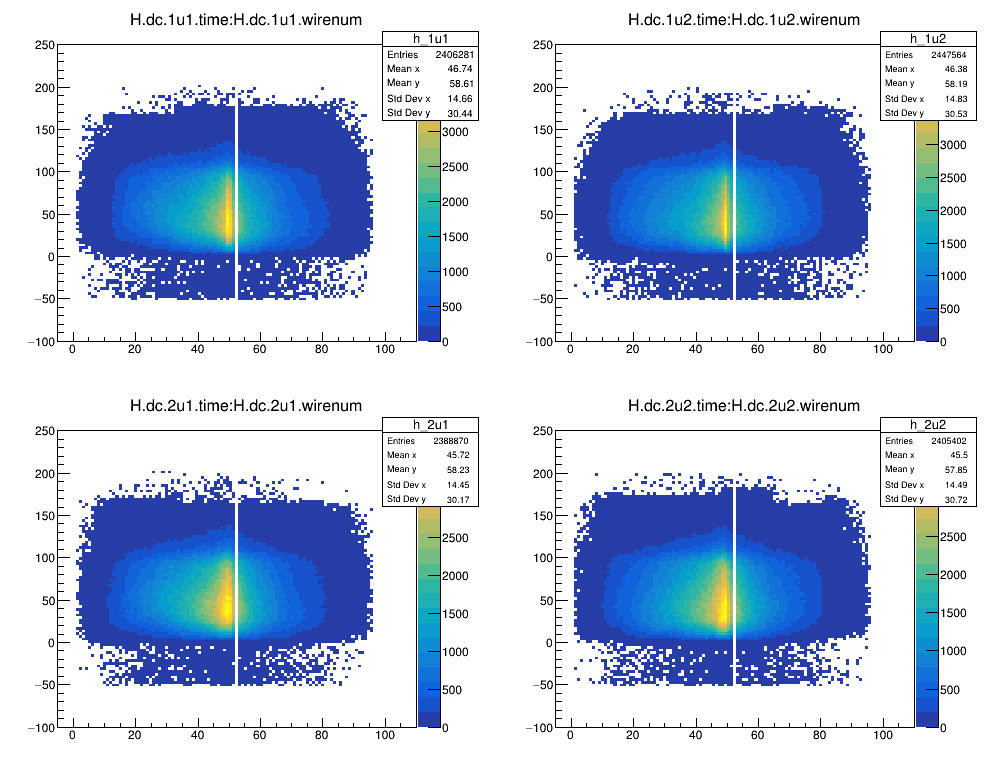 H.dc.1u1.time:H.dc.1u1.wirenum
h_1u1
Entries 2406281
Mean x 46.74
Mean y 58.61
Std Dev x 14.66
Std Dev y 30.44
250
200
150
100
50
0
−50
−100
0 20 40 60 80 100
3000
2500
2000
1500
1000
500
0
H.dc.1u2.time:H.dc.1u2.wirenum
h_1u2
Entries 2447564
Mean x 46.38
Mean y 58.19
Std Dev x 14.83
Std Dev y 30.53
250
200
150
100
50
0
−50
−100
0 20 40 60 80 100
3000
2500
2000
1500
1000
500
0
H.dc.2u1.time:H.dc.2u1.wirenum
h_2u1
Entries 2388870
Mean x 45.72
Mean y 58.23
Std Dev x 14.45
Std Dev y 30.17
250
200
150
100
50
0
−50
−100
0 20 40 60 80 100
2500
2000
1500
1000
500
0
H.dc.2u2.time:H.dc.2u2.wirenum
h_2u2
Entries 2405402
Mean x 45.5
Mean y 57.85
Std Dev x 14.49
Std Dev y 30.72
250
200
150
100
50
0
−50
−100
0 20 40 60 80 100
2500
2000
1500
1000
500
0